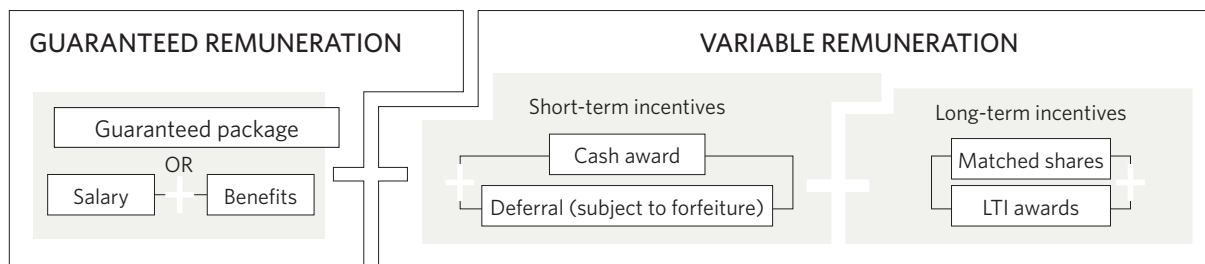 GUARANTEED REMUNERATION
Guaranteed package
OR
Salary
Benefits
VARIABLE REMUNERATION
Short-term incentives
Cash award
Deferral (subject to forfeiture)
Long-term incentives
Matched shares
LTI awards